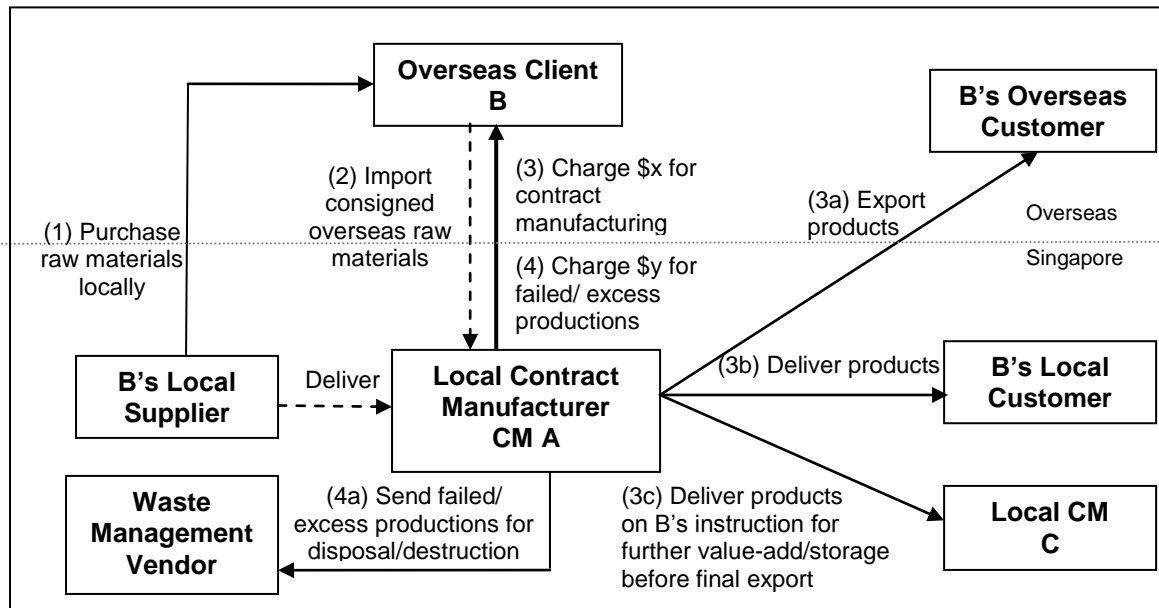 Overseas Client
B
B’s Overseas
Customer
(2) Import
consigned
overseas raw
materials
(3) Charge $x for
contract
manufacturing
(3a) Export
products
Overseas
Singapore
(1) Purchase
raw materials
locally
(4) Charge $y for
failed/ excess
productions
B’s Local
Supplier
Deliver
Local Contract
Manufacturer
CM A
(3b) Deliver products
B’s Local
Customer
Waste
Management
Vendor
(4a) Send failed/
excess productions for
disposal/destruction
(3c) Deliver products
on B’s instruction for
further value-add/storage
before final export
Local CM
C